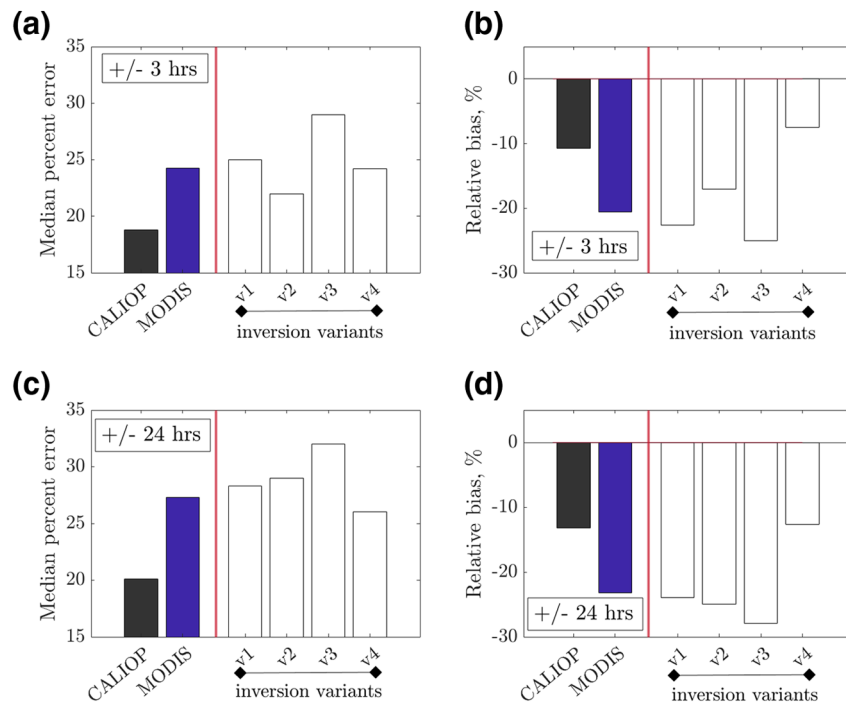 (a)
Median percent error
35
30
25
20
15
+/- 3 hrs
CALIOP
MODIS
v1
v2
v3
v4
inversion variants
(b)
Relative bias, %
0
-10
-20
-30
+/- 3 hrs
CALIOP
MODIS
v1
v2
v3
v4
inversion variants
(c)
Median percent error
35
30
25
20
15
+/- 24 hrs
CALIOP
MODIS
v1
v2
v3
v4
inversion variants
(d)
Relative bias, %
0
-10
-20
-30
+/- 24 hrs
CALIOP
MODIS
v1
v2
v3
v4
inversion variants